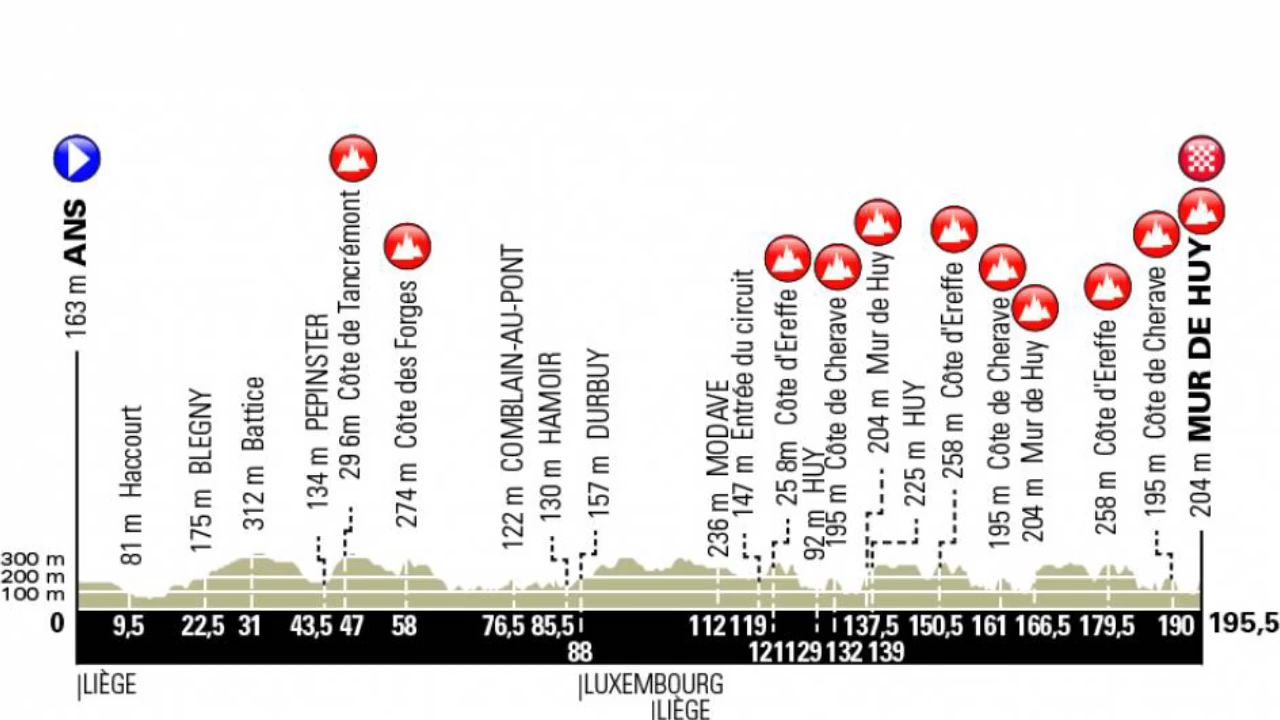 163 m ANS
81 m Haccourt
175 m BLEGNY
312 m Battice
134 m PEPINSTER
29 6m Côte de Tancrémont
274 m Côte des Forges
122 m COMBLAIN-AU-PONT
130 m HAMOIR
157 m DURBUY
236 m MODAVE
147 m Entrée du circuit
25 8m Côte d'Ereffe
92 m HUY
195 m Côte de Cherave
204 m Mur de Huy
225 m HUY
258 m Côte d'Ereffe
195 m Côte de Cherave
204 m Mur de Huy
258 m Côte d'Ereffe
195 m Côte de Cherave
204 m MUR DE HUY
300 m
200 m
100 m
0 9,5 22,5 31 43,5 47 58 76,5 85,5 112 119 137,5 150,5 161 166,5 179,5 190 195,5
88 121 129 132 139
LIÈGE LUXEMBOURG
LIÈGE